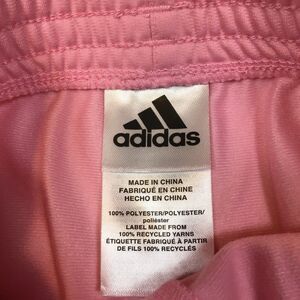 adidas
MADE IN CHINA
FABRIQUÉ EN CHINE
HECHO EN CHINA
100% POLYESTER/POLYESTER/
poliéster
LABEL MADE FROM
100% RECYCLED YARNS
ÉTIQUETTE FABRIQUÉ À PARTIR
DE FILS 100% RECYCLÉS